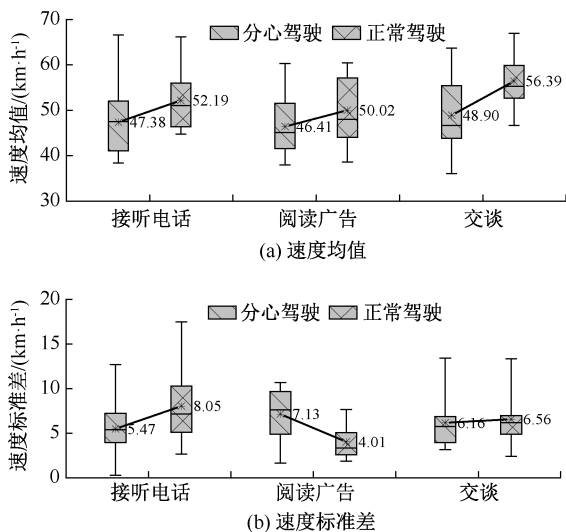 速度均值/(km·h⁻¹)
70
60
50
40
30
分心驾驶 正常驾驶
47.38 52.19 46.41 50.02 48.90 56.39
接听电话 阅读广告 交谈
(a) 速度均值
速度标准差/(km·h⁻¹)
20
15
10
5
0
分心驾驶 正常驾驶
5.47 8.05 7.13 4.01 6.16 6.56
接听电话 阅读广告 交谈
(b) 速度标准差